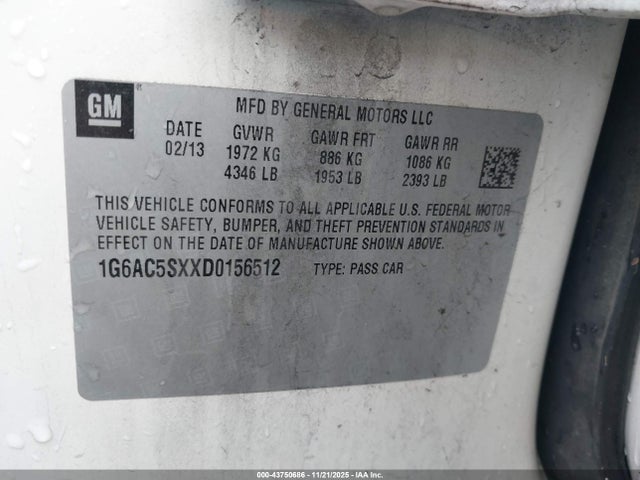 GM
MFD BY GENERAL MOTORS LLC
DATE GVWR GAWR FRT GAWR RR
02/13 1972 KG 886 KG 1086 KG
4346 LB 1953 LB 2393 LB
THIS VEHICLE CONFORMS TO ALL APPLICABLE U.S. FEDERAL MOTOR
VEHICLE SAFETY, BUMPER, AND THEFT PREVENTION STANDARDS IN
EFFECT ON THE DATE OF MANUFACTURE SHOWN ABOVE.
1G6AC5SXXD0156512 TYPE: PASS CAR
000-43750686 - 11/21/2025 - IAA Inc.